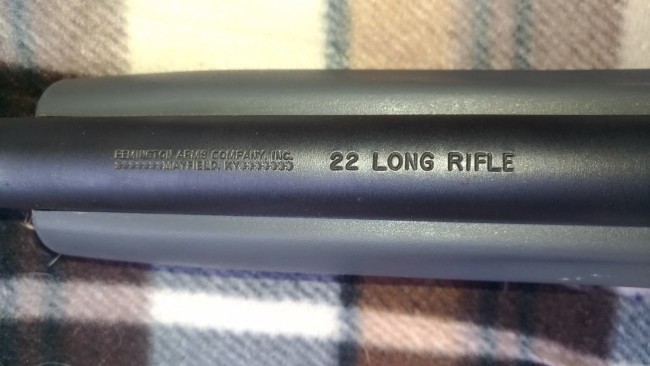 REMINGTON ARMS COMPANY, INC.
MAYFIELD, KY
22 LONG RIFLE